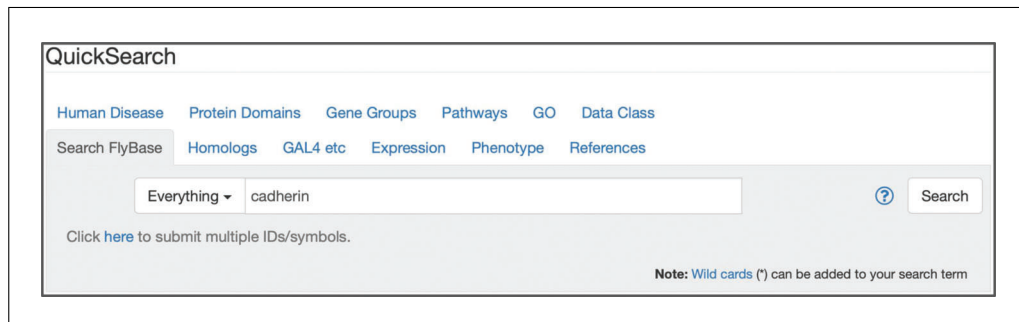 QuickSearch
Human Disease Protein Domains Gene Groups Pathways GO Data Class
Search FlyBase Homologs GAL4 etc Expression Phenotype References
Everything cadherin ? Search
Click here to submit multiple IDs/symbols.
Note: Wild cards (*) can be added to your search term